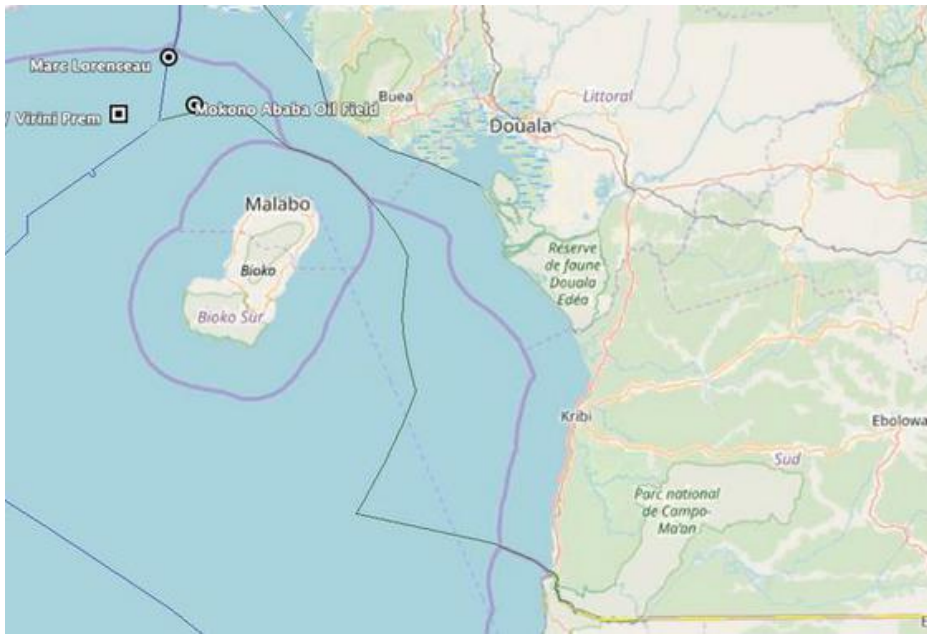 Marc Lorenceau
/ Virini Prem
Mokono Ababa Oil Field
Buea
Littoral
Douala
Malabo
Bioko
Bioko Sur
Réserve
de faune
Douala
Edéa
Kribi
Ebolowa
Sud
Parc national
de Campo-
Ma'an
E